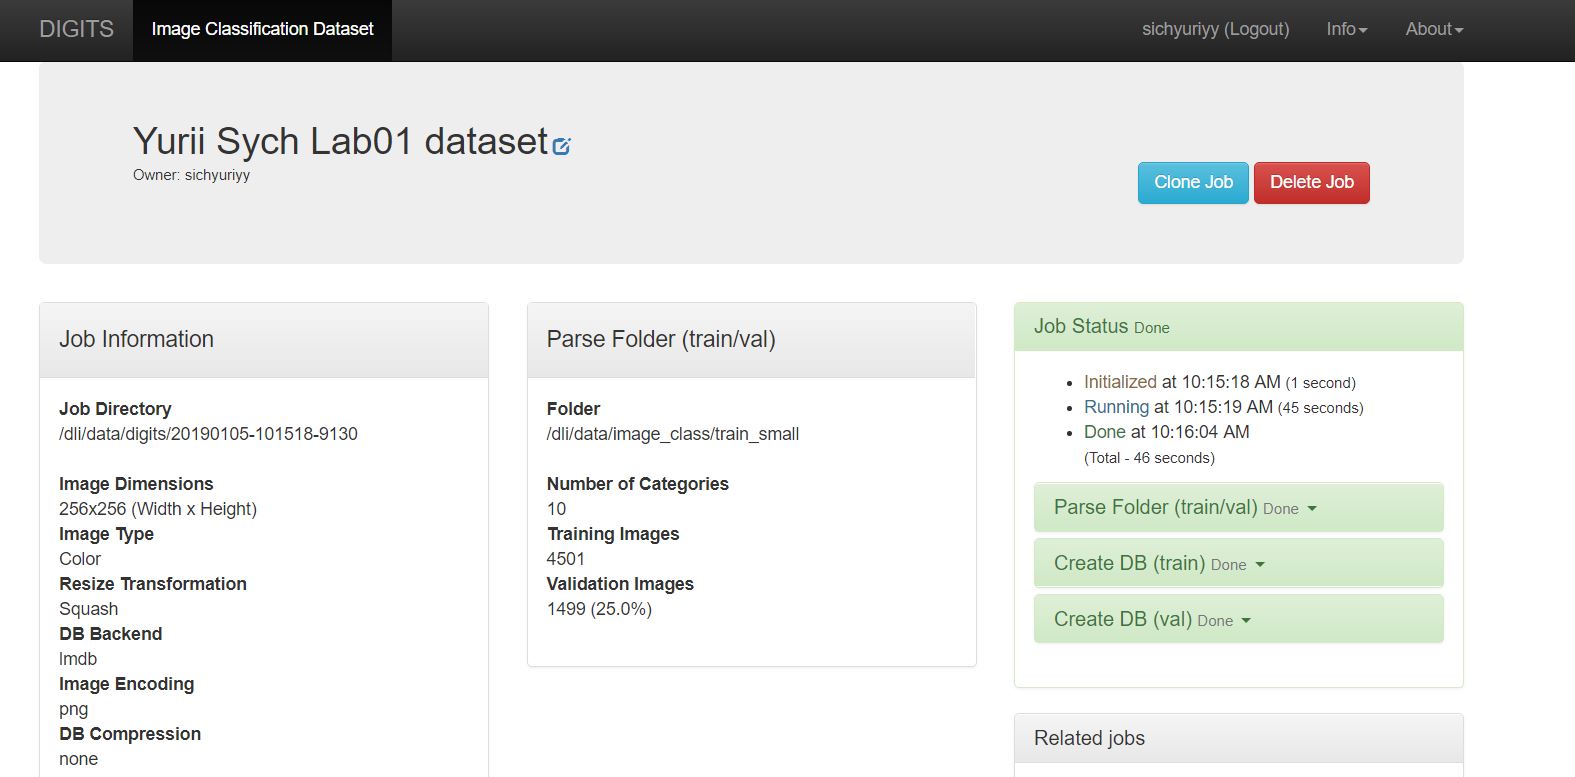 DIGITS
Image Classification Dataset
sichyuriyy (Logout)
Info
About
Yurii Sych Lab01 dataset
Owner: sichyuriyy
Clone Job
Delete Job
Job Information
Job Directory
/dli/data/digits/20190105-101518-9130
Image Dimensions
256x256 (Width x Height)
Image Type
Color
Resize Transformation
Squash
DB Backend
lmdb
Image Encoding
png
DB Compression
none
Parse Folder (train/val)
Folder
/dli/data/image_class/train_small
Number of Categories
10
Training Images
4501
Validation Images
1499 (25.0%)
Job Status Done
Initialized at 10:15:18 AM (1 second)
Running at 10:15:19 AM (45 seconds)
Done at 10:16:04 AM
(Total - 46 seconds)
Parse Folder (train/val) Done
Create DB (train) Done
Create DB (val) Done
Related jobs